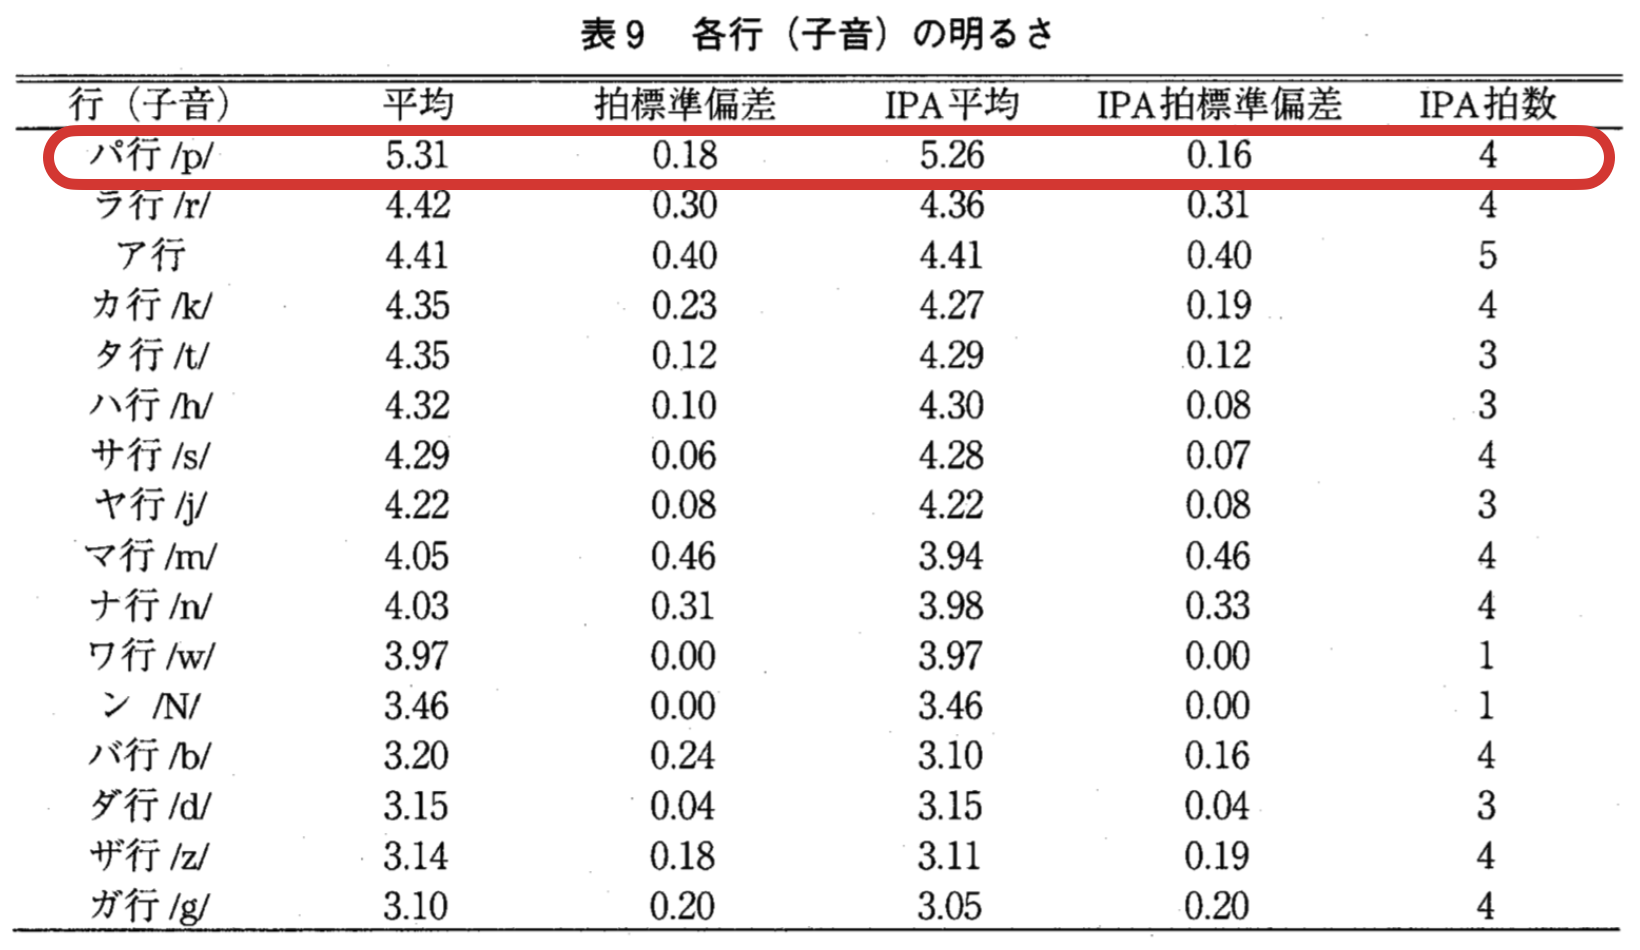 表9 各行（子音）の明るさ
行（子音） 平均 拍標準偏差 IPA平均 IPA拍標準偏差 IPA拍数
パ行 /p/ 5.31 0.18 5.26 0.16 4
ラ行 /r/ 4.42 0.30 4.36 0.31 4
ア行 4.41 0.40 4.41 0.40 5
カ行 /k/ 4.35 0.23 4.27 0.19 4
タ行 /t/ 4.35 0.12 4.29 0.12 3
ハ行 /h/ 4.32 0.10 4.30 0.08 3
サ行 /s/ 4.29 0.06 4.28 0.07 4
ヤ行 /j/ 4.22 0.08 4.22 0.08 3
マ行 /m/ 4.05 0.46 3.94 0.46 4
ナ行 /n/ 4.03 0.31 3.98 0.33 4
ワ行 /w/ 3.97 0.00 3.97 0.00 1
ン /N/ 3.46 0.00 3.46 0.00 1
バ行 /b/ 3.20 0.24 3.10 0.16 4
ダ行 /d/ 3.15 0.04 3.15 0.04 3
ザ行 /z/ 3.14 0.18 3.11 0.19 4
ガ行 /g/ 3.10 0.20 3.05 0.20 4